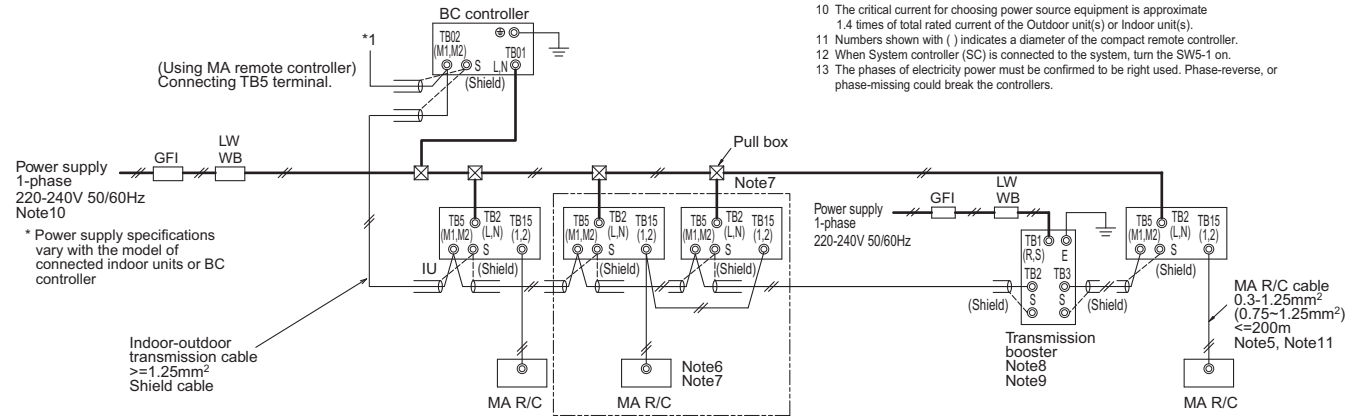 10 The critical current for choosing power source equipment is approximate
1.4 times of total rated current of the Outdoor unit(s) or Indoor unit(s).
11 Numbers shown with ( ) indicates a diameter of the compact remote controller.
12 When System controller (SC) is connected to the system, turn the SW5-1 on.
13 The phases of electricity power must be confirmed to be right used. Phase-reverse, or
phase-missing could break the controllers.
BC controller
*1
TB02
(M1,M2)
S
TB01
L,N
(Shield)
(Using MA remote controller)
Connecting TB5 terminal.
Power supply
1-phase
220-240V 50/60Hz
Note10
* Power supply specifications
vary with the model of
connected indoor units or BC
controller
GFI
LW
WB
Pull box
Note7
IU
TB5
(M1,M2)
TB2
(L,N)
TB15
(1,2)
S
(Shield)
TB5
(M1,M2)
TB2
(L,N)
TB15
(1,2)
S
(Shield)
TB5
(M1,M2)
TB2
(L,N)
TB15
(1,2)
S
(Shield)
Power supply
1-phase
220-240V 50/60Hz
GFI
LW
WB
TB1
(R,S)
E
TB2
S
TB3
S
(Shield)
(Shield)
Transmission
booster
Note8
Note9
TB5
(M1,M2)
TB2
(L,N)
TB15
(1,2)
S
(Shield)
MA R/C cable
0.3-1.25mm²
(0.75~1.25mm²)
<=200m
Note5, Note11
Indoor-outdoor
transmission cable
>=1.25mm²
Shield cable
MA R/C
Note6
Note7
MA R/C
MA R/C